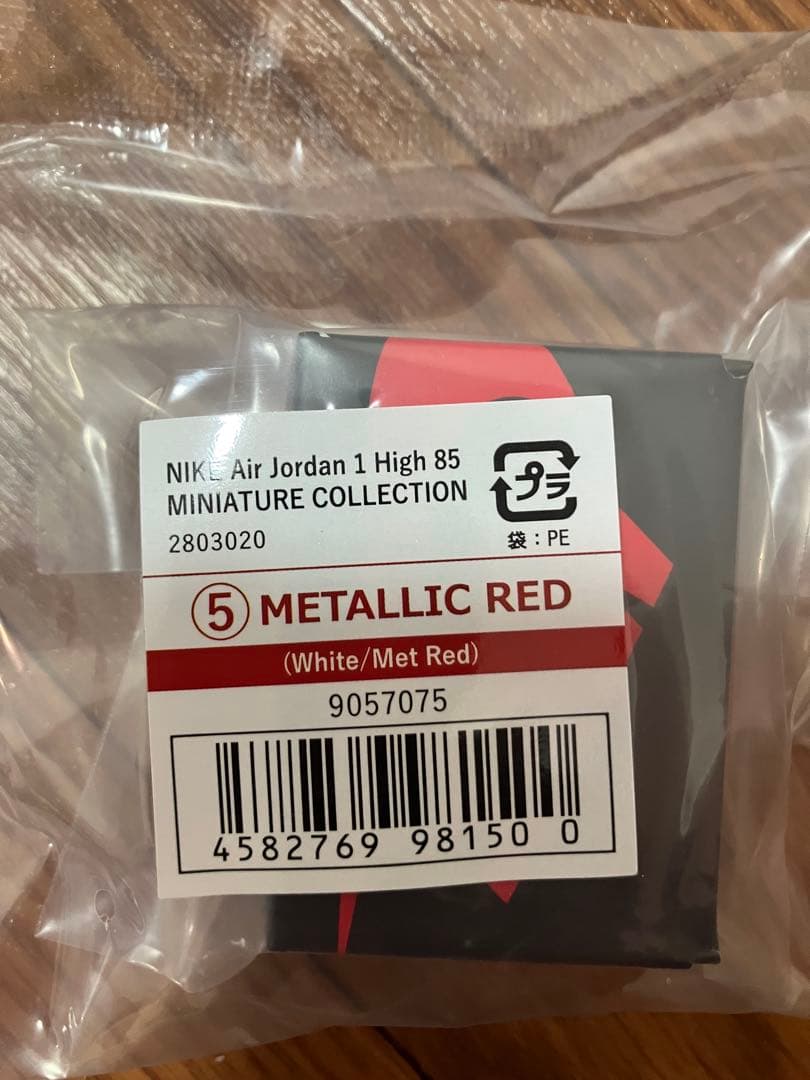 NIKE Air Jordan 1 High 85
MINIATURE COLLECTION
2803020
プラ
袋：PE
⑤ METALLIC RED
(White/Met Red)
9057075
4582769 98150 0